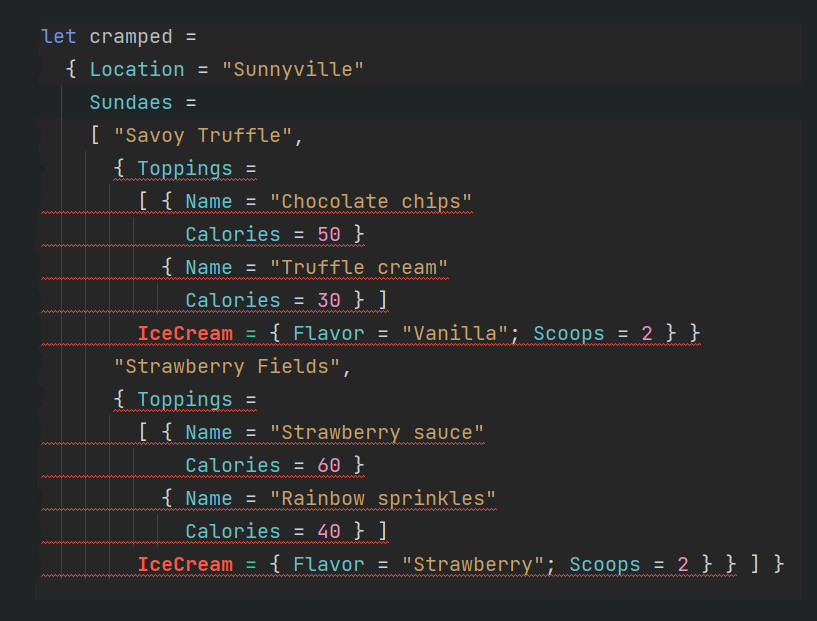 let cramped =
  { Location = "Sunnyville"
    Sundaes =
    [ "Savoy Truffle",
      { Toppings =
        [ { Name = "Chocolate chips"
            Calories = 50 }
          { Name = "Truffle cream"
            Calories = 30 } ]
        IceCream = { Flavor = "Vanilla"; Scoops = 2 } }
      "Strawberry Fields",
      { Toppings =
        [ { Name = "Strawberry sauce"
            Calories = 60 }
          { Name = "Rainbow sprinkles"
            Calories = 40 } ]
        IceCream = { Flavor = "Strawberry"; Scoops = 2 } } ] }